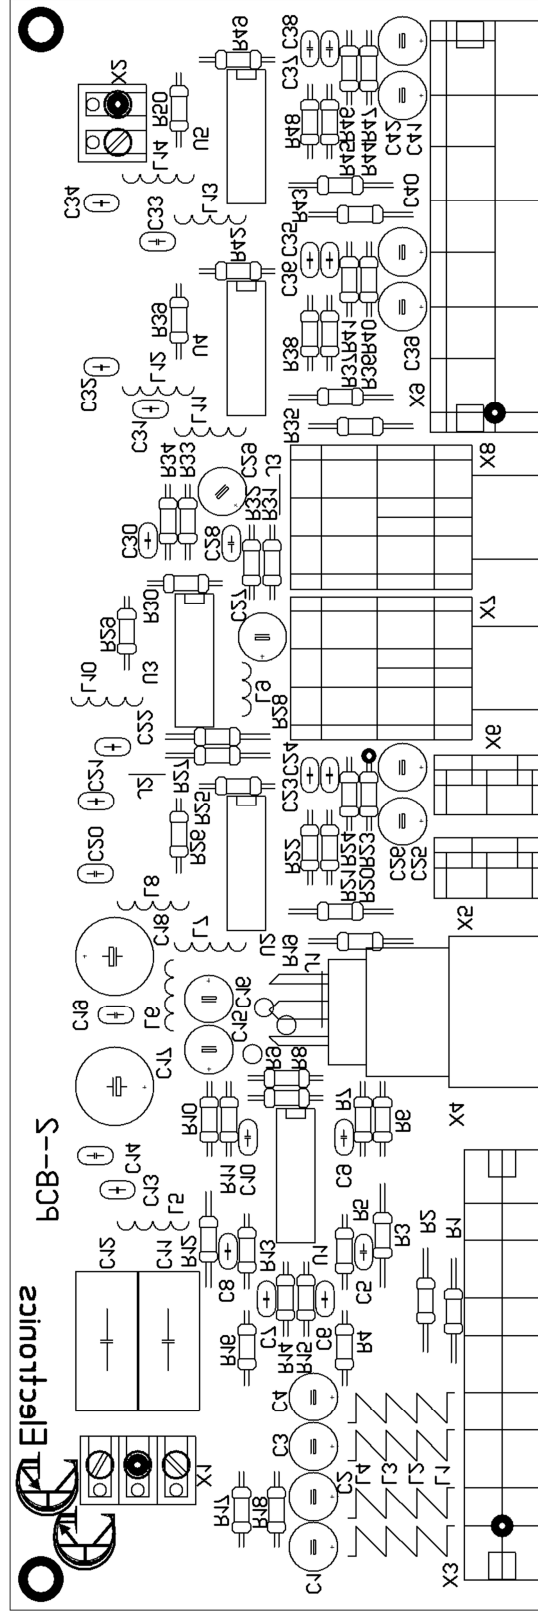 R49
C38
C37
X2
R50
U5
R48
R46
R47
R45
R44
C42
C41
L14
L13
C34
C33
R43
C40
R42
C35
C36
R39
U4
R38
R41
R40
R37
R36
C39
C32
L12
C31
L11
R35
X9
R34
R33
C29
J3
X8
R32
R31
C30
C28
R30
C27
R29
U3
X7
L10
L9
R28
C22
X6
C21
J2
R27
C24
C23
R25
C20
R26
R22
R24
R23
C26
C25
R21
R20
L8
X5
C18
L7
U2
R19
J1
C19
L6
C16
C15
C17
R9
R8
X4
R10
R7
R6
C14
R11
C10
C9
PCB--2
C13
L5
R5
R3
R2
R1
C12
C11
R12
R13
U1
C8
C5
Electronics
C7
C6
R16
R14
R15
R4
C4
C3
X1
C2
L4
L3
L2
L1
R17
R18
C1
X3